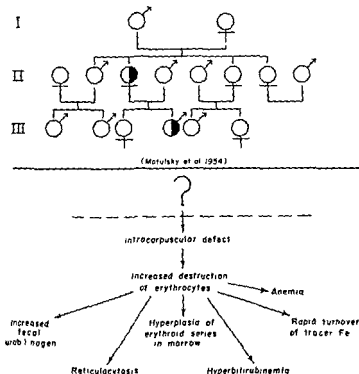 I
II
III
(Motulsky et al 1954)
?
Intracorpuscular defect
Increased destruction
of erythrocytes
Anemia
Increased
fecal
urobilinogen
Hyperplasia of
erythroid series
in marrow
Rapid turnover
of tracer Fe
Reticulocytosis
Hyperbilirubinemia